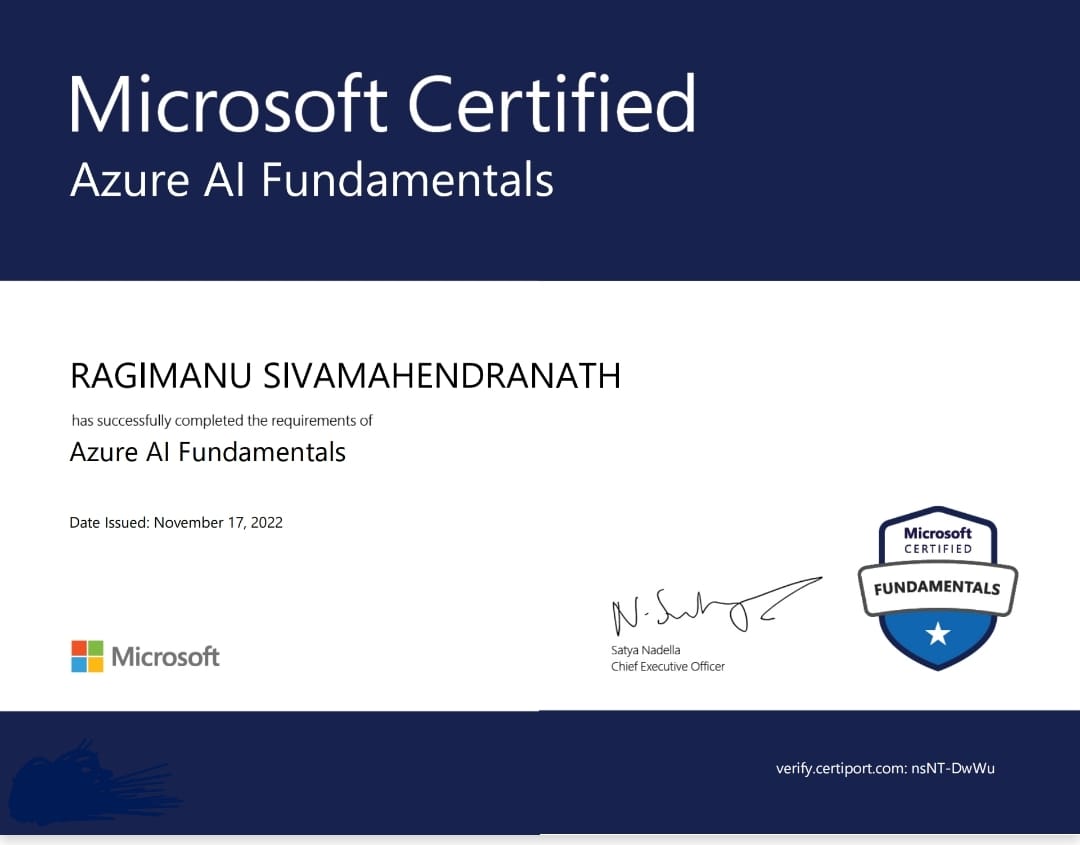 Microsoft Certified
Azure AI Fundamentals
RAGIMANU SIVAMAHENDRANATH
has successfully completed the requirements of
Azure AI Fundamentals
Date Issued: November 17, 2022
Microsoft
CERTIFIED
FUNDAMENTALS
Satya Nadella
Chief Executive Officer
Microsoft
verify.certiport.com: nsNT-DwWu